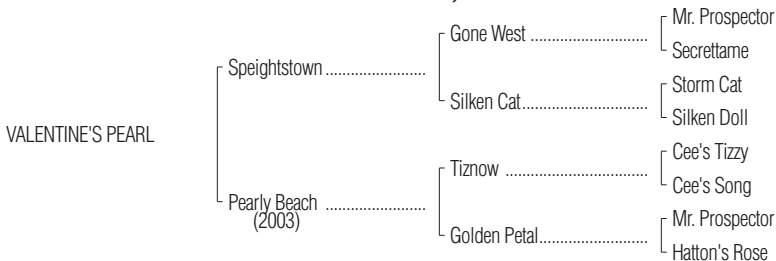 Mr. Prospector
Gone West ..............................
Secrettame
Speightstown .........................
Storm Cat
Silken Cat................................
Silken Doll
VALENTINE'S PEARL
Cee's Tizzy
Tiznow ....................................
Cee's Song
Pearly Beach .........................
(2003)
Mr. Prospector
Golden Petal............................
Hatton's Rose